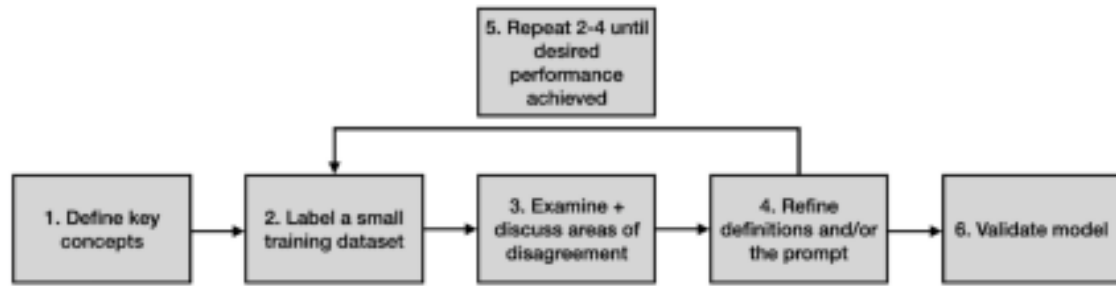 5. Repeat 2-4 until
desired
performance
achieved
1. Define key
concepts
2. Label a small
training dataset
3. Examine +
discuss areas of
disagreement
4. Refine
definitions and/or
the prompt
6. Validate model